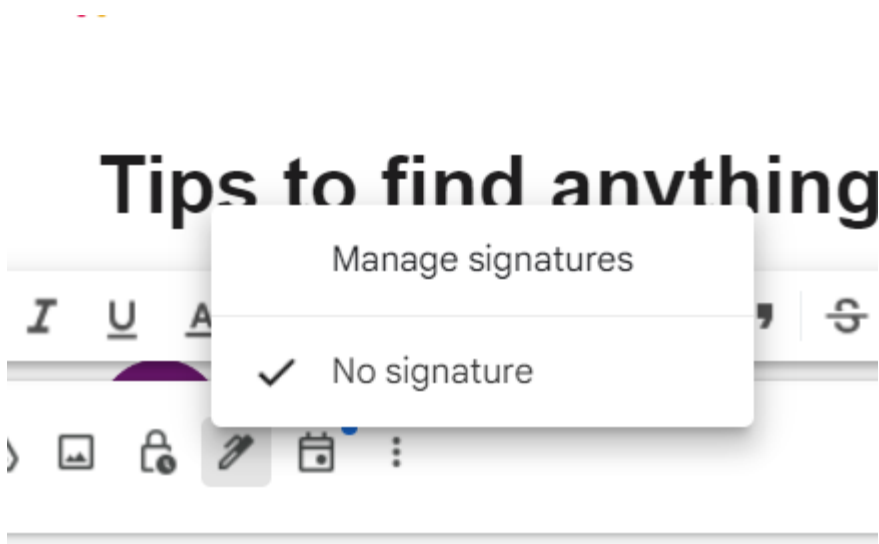 Tips to find anything
Manage signatures
I U A
No signature